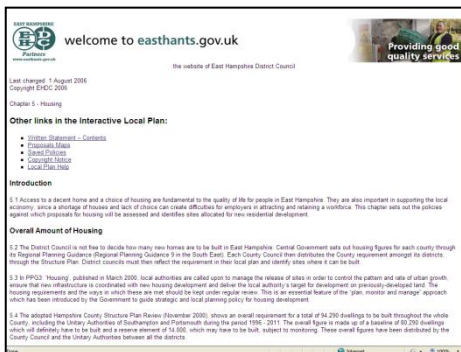 EAST HAMPSHIRE
EHDC
Partners
www.easthants.gov.uk
welcome to easthants.gov.uk
Providing good
quality services
the website of East Hampshire District Council
Last changed: 1 August 2006
Copyright EHDC 2006
Chapter 5 - Housing
Other links in the Interactive Local Plan:
Written Statement – Contents
Proposals Maps
Saved Policies
Copyright Notice
Local Plan Help
Introduction
5.1 Access to a decent home and a choice of housing are fundamental to the quality of life for people in East Hampshire. They are also important in supporting the local
economy, since a shortage of houses and lack of choice can create difficulties for employers in attracting and retaining a workforce. This chapter sets out the policies
against which proposals for housing will be assessed and identifies sites allocated for new residential development.
Overall Amount of Housing
5.2 The District Council is not free to decide how many new homes are to be built in East Hampshire. Central Government sets out housing figures for each county through
its Regional Planning Guidance (Regional Planning Guidance 9 in the South East). Each County Council then distributes the county requirement amongst its districts,
through the Structure Plan. District councils must then reflect the requirement in their local plan and identify sites where it can be built.
5.3 In PPG3: 'Housing', published in March 2000, local authorities are called upon to manage the release of sites in order to control the pattern and rate of urban growth,
ensure that new infrastructure is coordinated with new housing development and deliver the local authority's target for development on previously-developed land. The
housing requirements and the ways in which these are met should be kept under regular review. This is an essential feature of the "plan, monitor and manage" approach
which has been introduced by the Government to guide strategic and local planning policy for housing development.
5.4 The adopted Hampshire County Structure Plan Review (November 2000), shows an overall requirement for a total of 94,290 dwellings to be built throughout the whole
County, including the Unitary Authorities of Southampton and Portsmouth during the period 1996 - 2011. The overall figure is made up of a baseline of 80,290 dwellings
which will definitely have to be built and a reserve element of 14,000, which may have to be built, subject to monitoring. These overall figures have been distributed by the
County Council and the Unitary Authorities between all the districts.
Done
Internet
100%